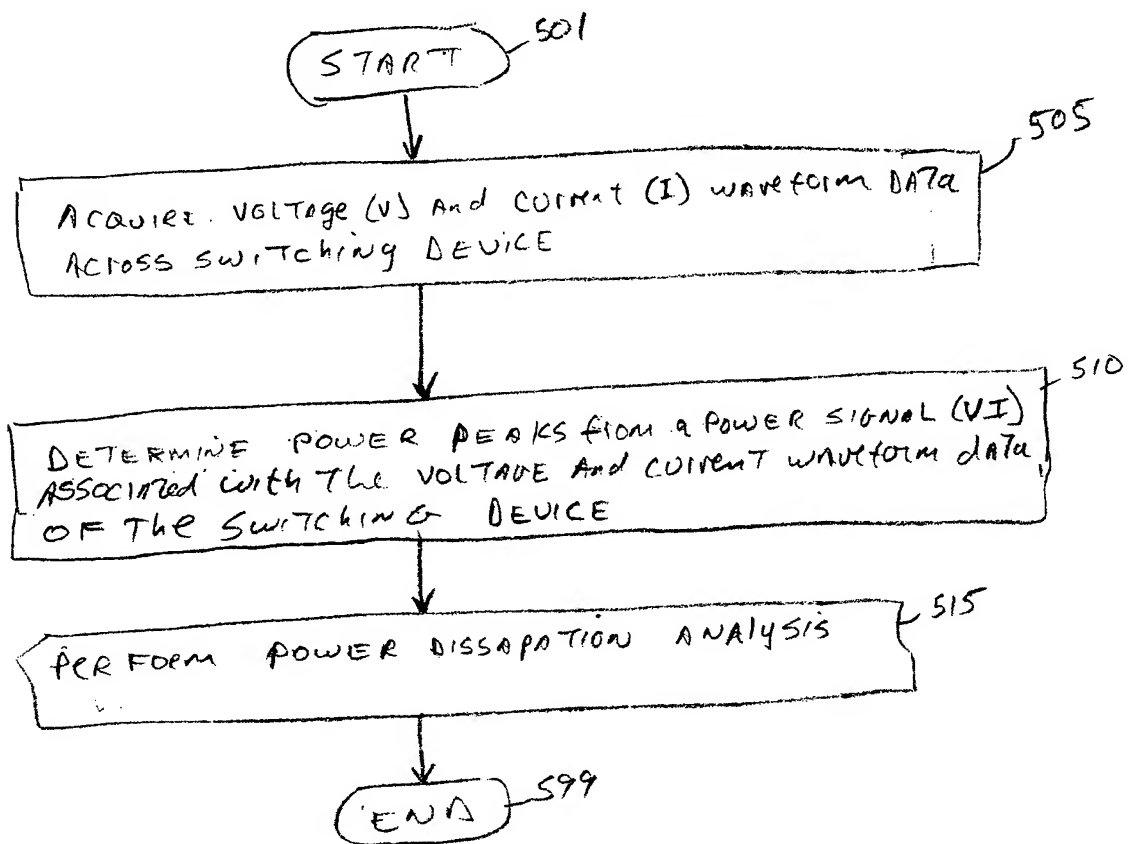 START
501
505
ACQUIRE VOLTAGE (V) And CURRENT (I) WAVEFORM DATA
ACROSS SWITCHING DEVICE
510
DETERMINE POWER PEAKS from a POWER SIGNAL (VI)
ASSOCIATED with The VOLTAGE And current waveform data
OF The SWITCHING DEVICE
515
PERFORM POWER DISSAPATION ANALYSIS
END
599